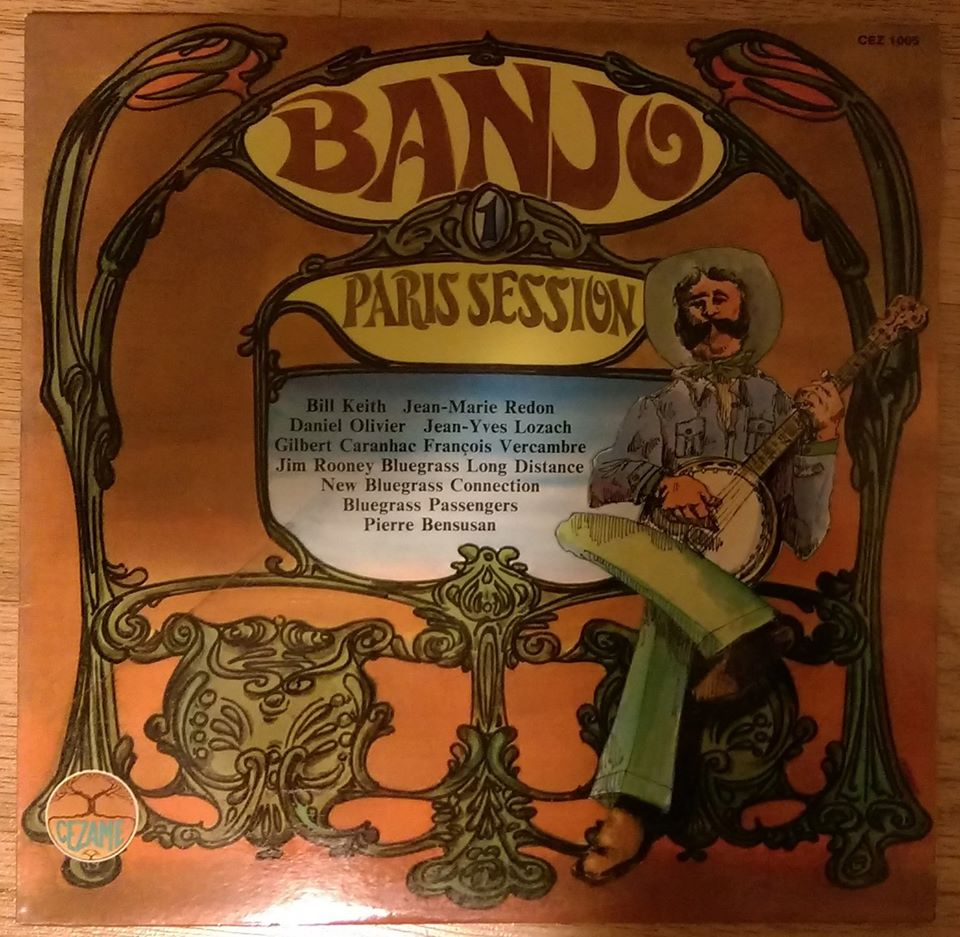 CEZ 1005
BANJO
1
PARIS SESSION
Bill Keith Jean-Marie Redon
Daniel Olivier Jean-Yves Lozach
Gilbert Caranhac François Vercambre
Jim Rooney Bluegrass Long Distance
New Bluegrass Connection
Bluegrass Passengers
Pierre Bensusan
CEZAME